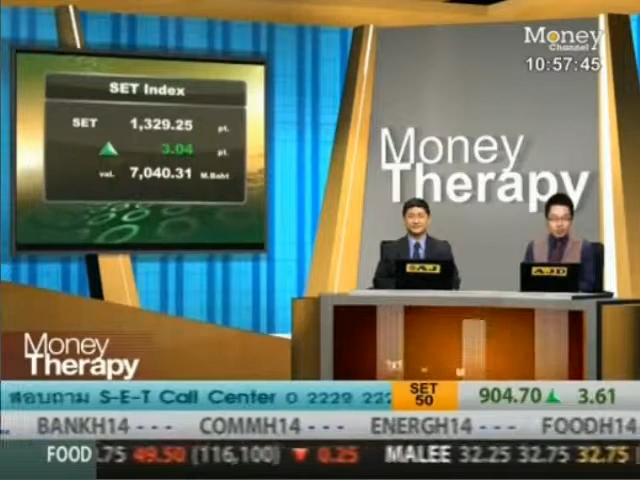 Money
Channel
10:57:45
SET Index
SET 1,329.25 pt.
3.04 pt.
val. 7,040.31 M.Baht
Money
Therapy
AJ
AJD
Money
Therapy
สอบถาม S-E-T Call Center 0 2229 222
SET
50
904.70 3.61
BANKH14 - - - COMMH14 - - - ENERGH14 - - - FOODH14
FOOD .75 49.50 (116,100) 0.25 MALEE 32.25 32.75 32.75